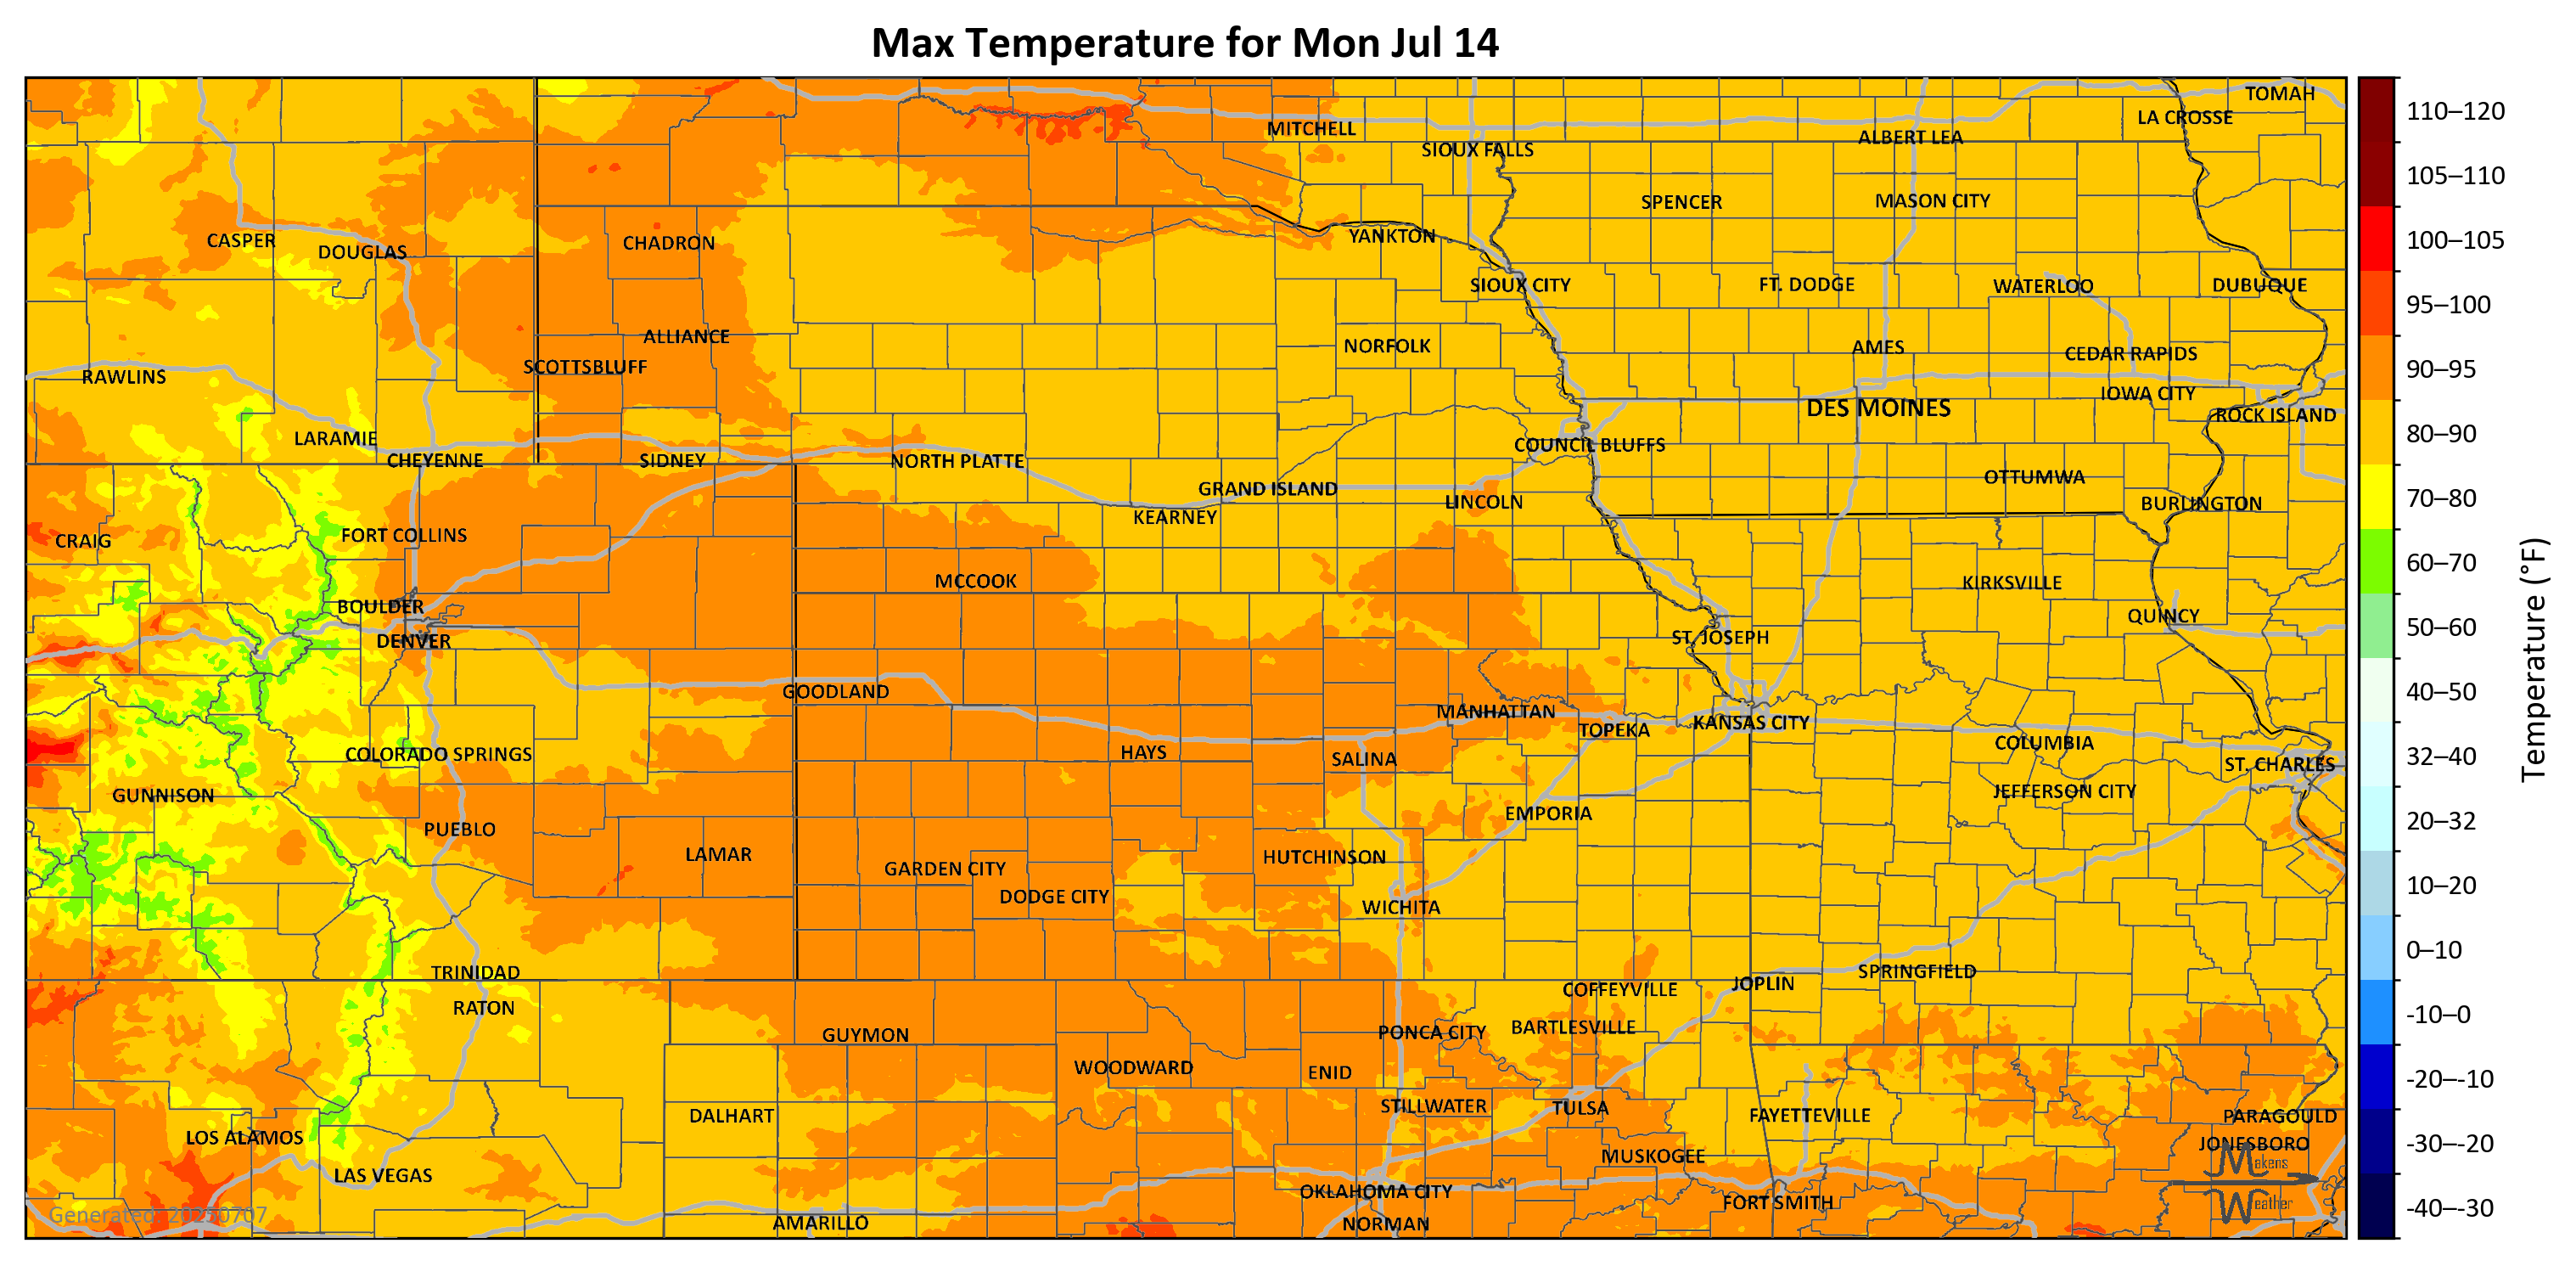 Max Temperature for Mon Jul 14
TOMAH
LA CROSSE
MITCHELL
ALBERT LEA
SIOUX FALLS
SPENCER
MASON CITY
CASPER
DOUGLAS
CHADRON
YANKTON
SIOUX CITY
FT. DODGE
WATERLOO
DUBUQUE
ALLIANCE
NORFOLK
AMES
CEDAR RAPIDS
SCOTTSBLUFF
RAWLINS
IOWA CITY
DES MOINES
ROCK ISLAND
LARAMIE
COUNCIL BLUFFS
CHEYENNE
SIDNEY
NORTH PLATTE
OTTUMWA
GRAND ISLAND
LINCOLN
BURLINGTON
KEARNEY
FORT COLLINS
CRAIG
MCCOOK
KIRKSVILLE
BOULDER
QUINCY
DENVER
ST. JOSEPH
GOODLAND
MANHATTAN
TOPEKA
KANSAS CITY
COLUMBIA
COLORADO SPRINGS
HAYS
SALINA
ST. CHARLES
GUNNISON
JEFFERSON CITY
EMPORIA
PUEBLO
LAMAR
HUTCHINSON
GARDEN CITY
DODGE CITY
WICHITA
TRINIDAD
SPRINGFIELD
JOPLIN
COFFEYVILLE
RATON
GUYMON
PONCA CITY
BARTLESVILLE
WOODWARD
ENID
STILLWATER
TULSA
DALHART
FAYETTEVILLE
PARAGOULD
LOS ALAMOS
JONESBORO
MUSKOGEE
LAS VEGAS
OKLAHOMA CITY
FORT SMITH
AMARILLO
NORMAN
Generated: 20250707
Makens
Weather
110–120
105–110
100–105
95–100
90–95
80–90
70–80
60–70
50–60
40–50
32–40
20–32
10–20
0–10
-10–0
-20–-10
-30–-20
-40–-30
Temperature (°F)